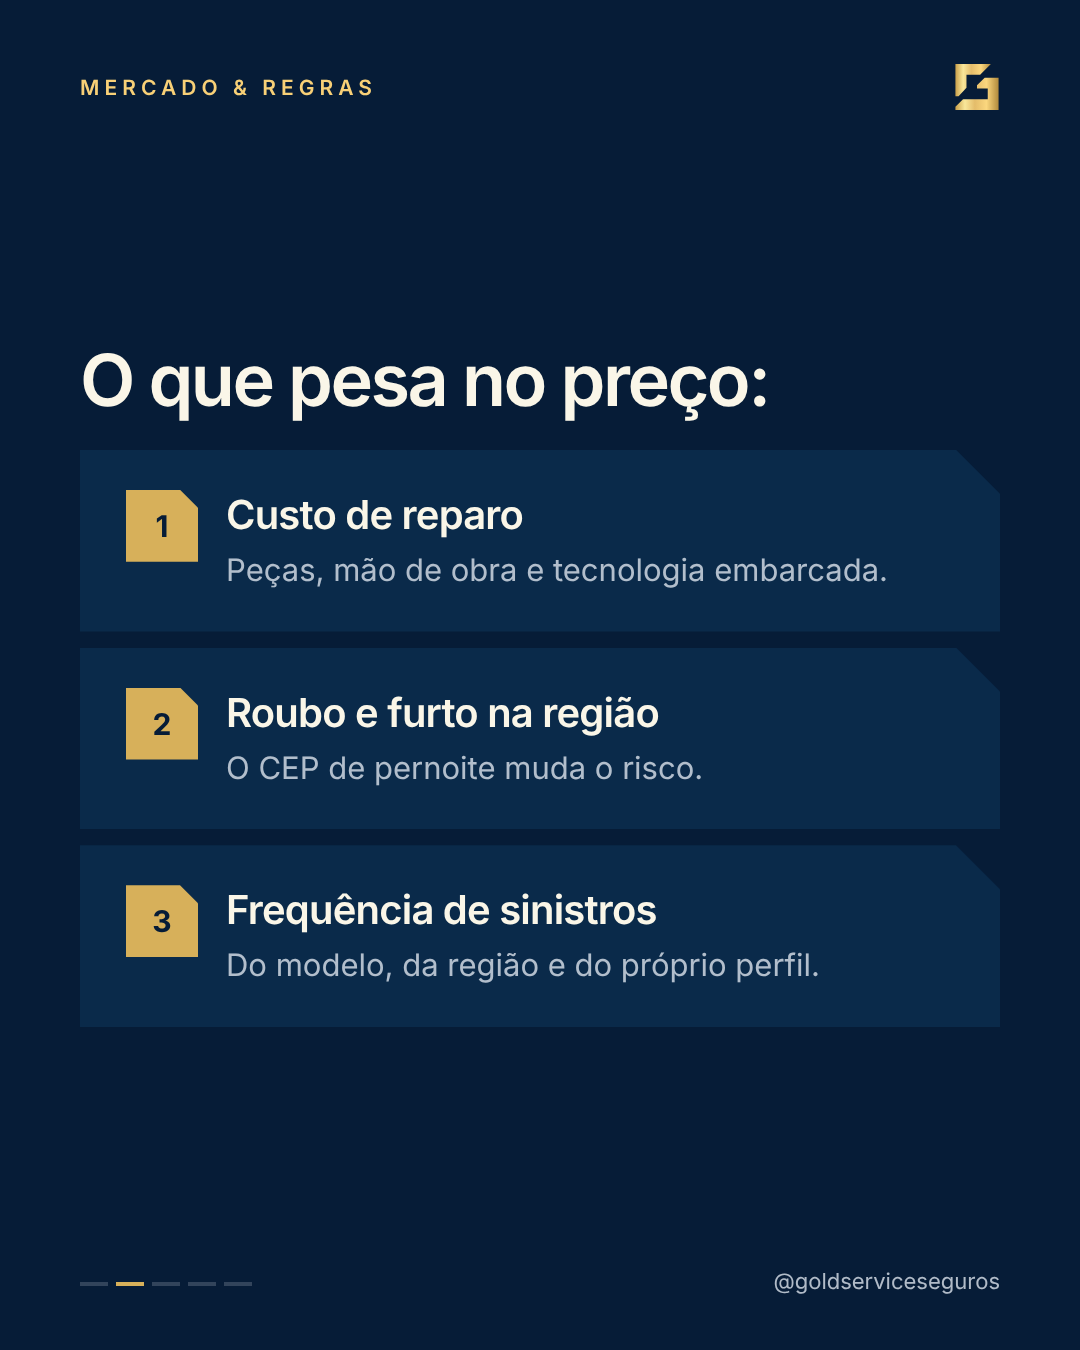 MERCADO & REGRAS
O que pesa no preço:
1
Custo de reparo
Peças, mão de obra e tecnologia embarcada.
2
Roubo e furto na região
O CEP de pernoite muda o risco.
3
Frequência de sinistros
Do modelo, da região e do próprio perfil.
@goldserviceseguros